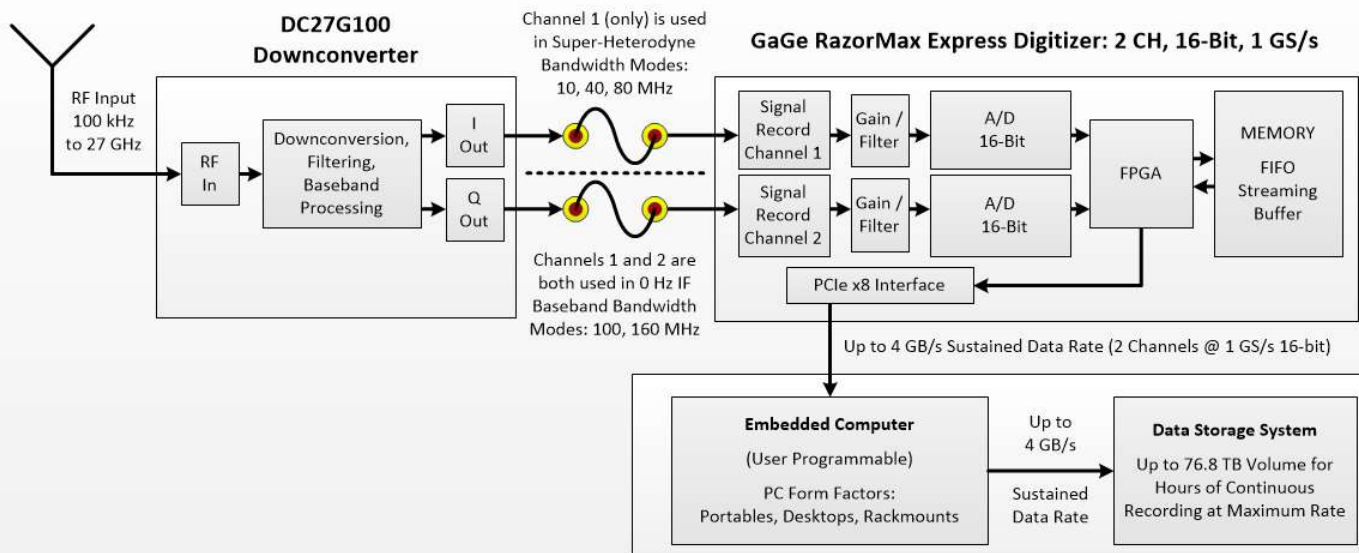 DC27G100
Downconverter
RF Input
100 kHz
to 27 GHz
RF
In
Downconversion,
Filtering,
Baseband
Processing
I
Out
Q
Out
Channel 1 (only) is used
in Super-Heterodyne
Bandwidth Modes:
10, 40, 80 MHz
Channels 1 and 2 are
both used in 0 Hz IF
Baseband Bandwidth
Modes: 100, 160 MHz
GaGe RazorMax Express Digitizer: 2 CH, 16-Bit, 1 GS/s
Signal
Record
Channel 1
Gain /
Filter
A/D
16-Bit
Signal
Record
Channel 2
Gain /
Filter
A/D
16-Bit
FPGA
MEMORY
FIFO
Streaming
Buffer
PCIe x8 Interface
Up to 4 GB/s Sustained Data Rate (2 Channels @ 1 GS/s 16-bit)
Embedded Computer
(User Programmable)
PC Form Factors:
Portables, Desktops, Rackmounts
Up to
4 GB/s
Sustained
Data Rate
Data Storage System
Up to 76.8 TB Volume for
Hours of Continuous
Recording at Maximum Rate